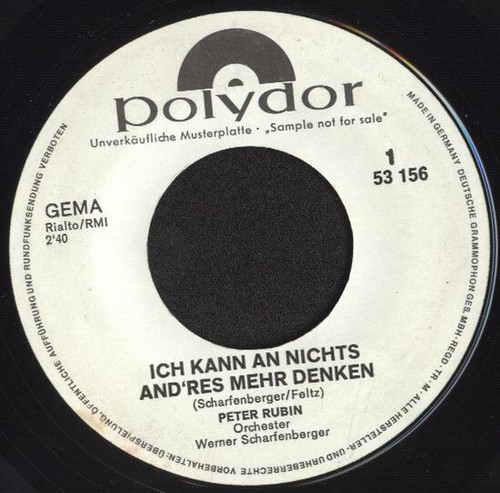 polydor
Unverkäufliche Musterplatte · „Sample not for sale"
1
53 156
GEMA
Rialto/RMI
2'40
ICH KANN AN NICHTS
AND'RES MEHR DENKEN
(Scharfenberger/Feltz)
PETER RUBIN
Orchester
Werner Scharfenberger
MADE IN GERMANY DEUTSCHE GRAMMOPHON GES. MBH · REGD · TR · M · ALLE HERSTELLER- UND URHEBERRECHTE VORBEHALTEN · ÜBERSPIELUNG, ÖFFENTLICHE AUFFÜHRUNG UND RUNDFUNKSENDUNG VERBOTEN